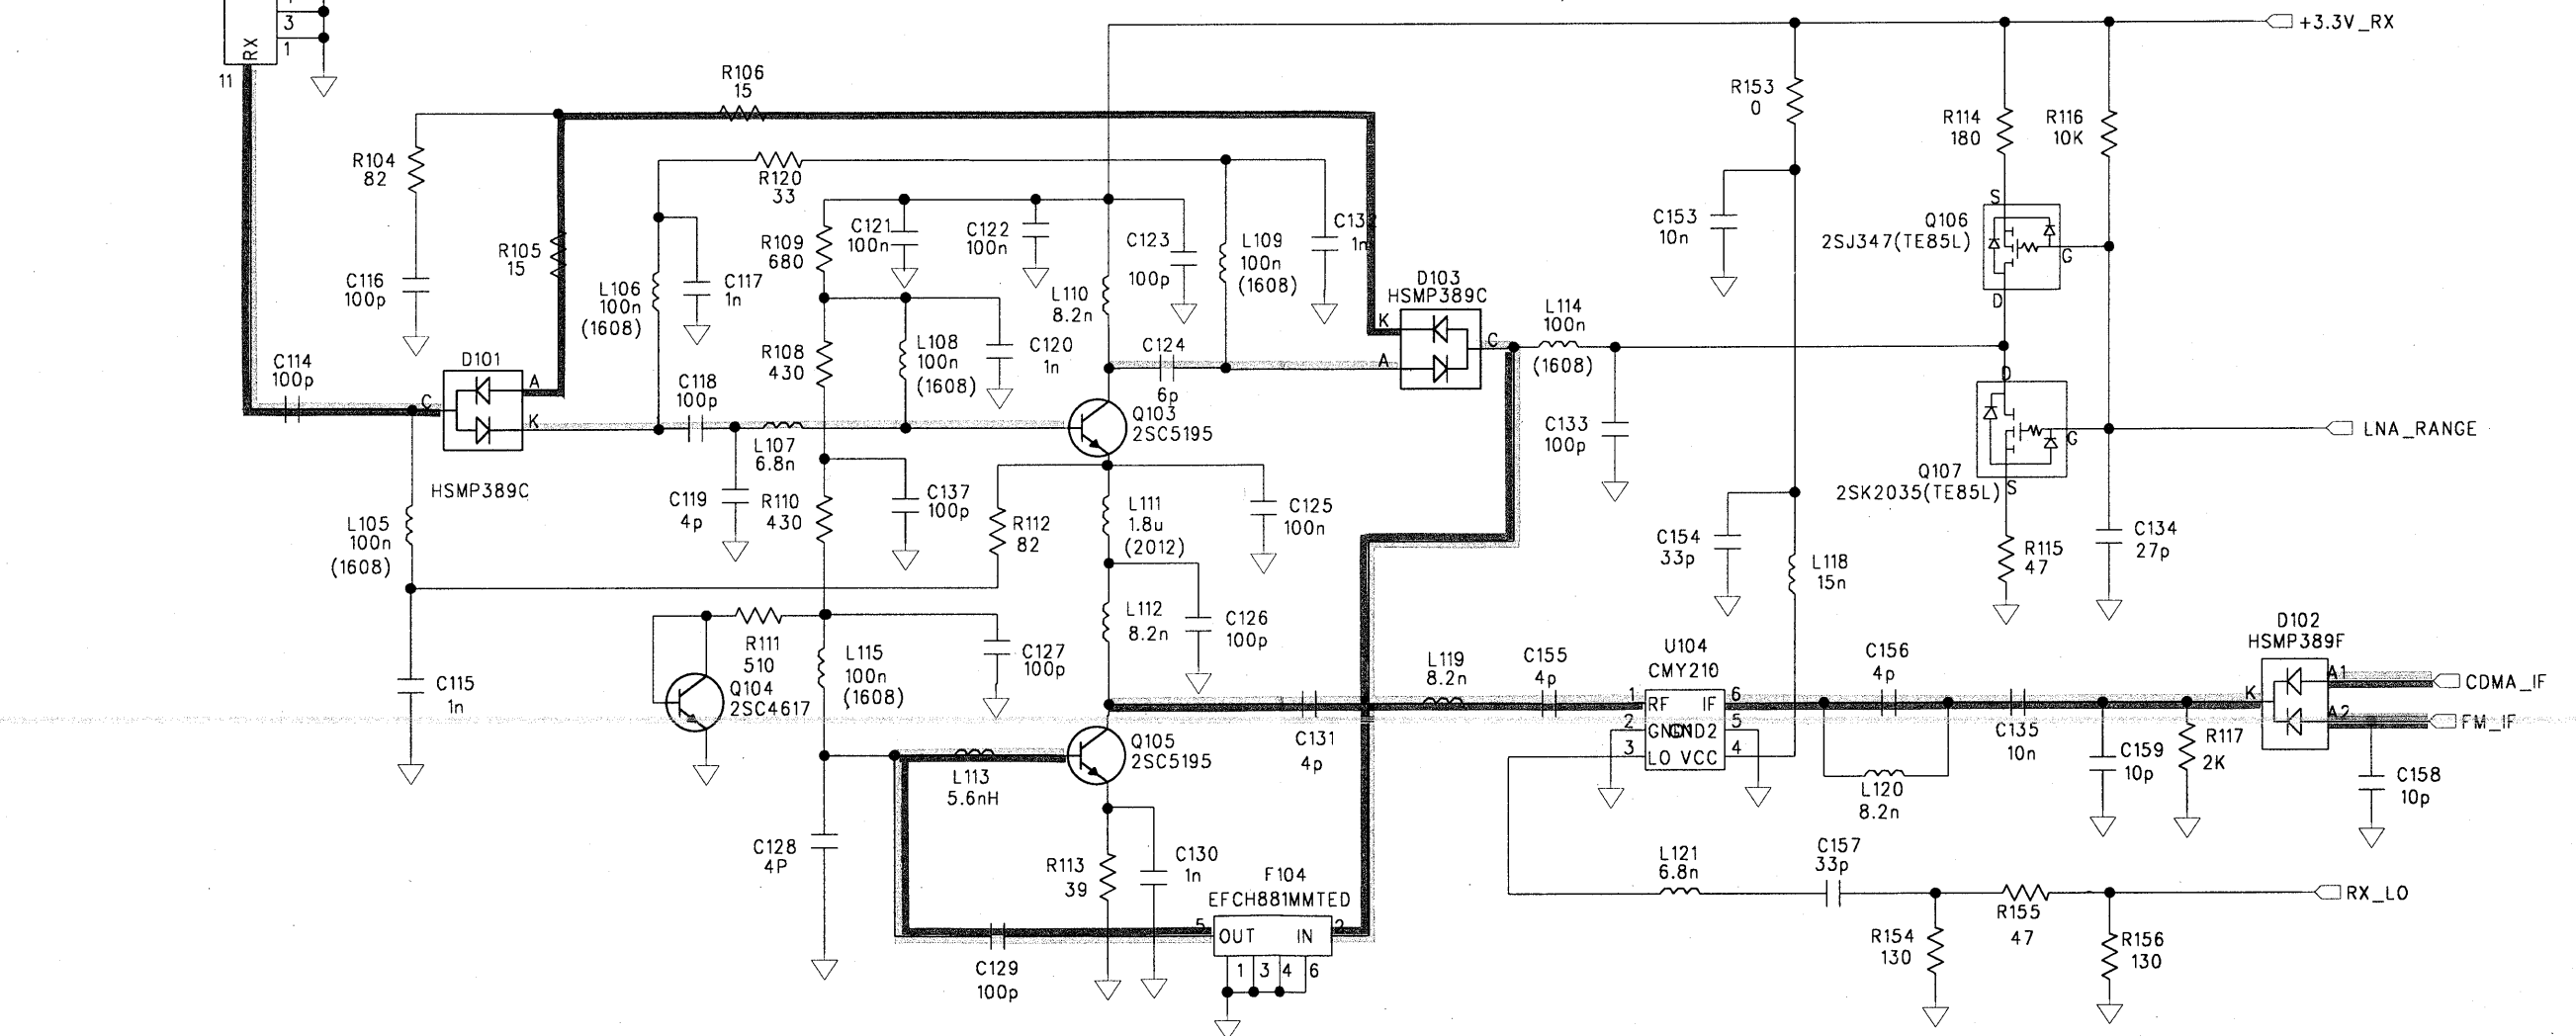 3
RX
1
11
+3.3V_RX
R106
15
R153
0
R114
180
R116
10K
R104
82
R120
33
S
Q106
2SJ347(TE85L)
G
D
C153
10n
C121
100n
C122
100n
R109
680
C123
100p
L109
100n
(1608)
1n
R105
15
C116
100p
L106
100n
(1608)
C117
1n
L110
8.2n
D103
HSMP389C
K
A
C
L114
100n
(1608)
L108
100n
(1608)
C120
1n
R108
430
C124
6p
C114
100p
D101
C
A
K
HSMP389C
C118
100p
L107
6.8n
Q103
2SC5195
C133
100p
D
G
LNA_RANGE
Q107
2SK2035(TE85L)
S
C119
4p
R110
430
C137
100p
R112
82
L111
1.8u
(2012)
C125
100n
L105
100n
(1608)
C154
33p
L118
15n
R115
47
C134
27p
R111
510
C127
100p
L112
8.2n
C126
100p
L115
100n
(1608)
Q104
2SC4617
C115
1n
L119
8.2n
C155
4p
U104
CMY210
1
RF
IF
6
2
GND2
5
3
LO
VCC
4
C156
4p
D102
HSMP389F
K
A1
CDMA_IF
A2
FM_IF
C131
4p
L120
8.2n
C135
10n
C159
10p
R117
2K
C158
10p
Q105
2SC5195
L113
5.6nH
C128
4P
R113
39
C130
1n
F104
EFCH881MMTED
5
OUT
IN
2
1
3
4
6
C129
100p
L121
6.8n
C157
33p
RX_LO
R155
47
R154
130
R156
130